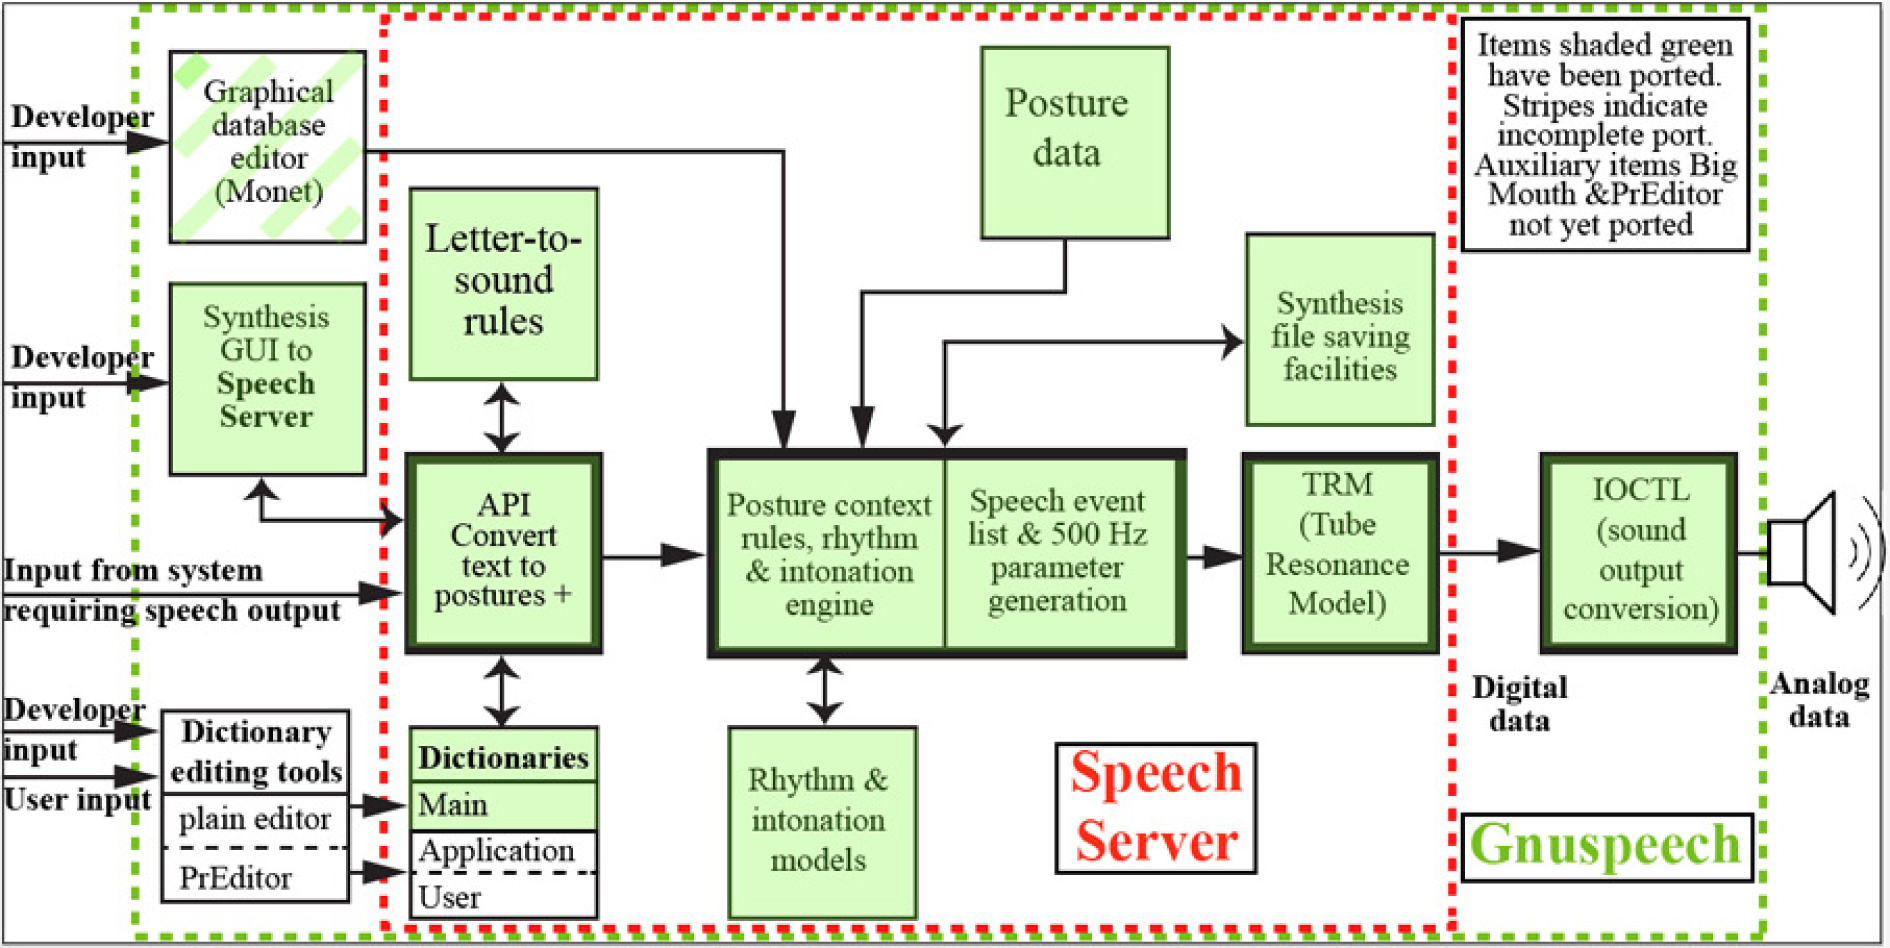 Developer
input
Graphical
database
editor
(Monet)
Posture
data
Items shaded green
have been ported.
Stripes indicate
incomplete port.
Auxiliary items Big
Mouth &PrEditor
not yet ported
Letter-to-
sound
rules
Developer
input
Synthesis
GUI to
Speech
Server
Synthesis
file saving
facilities
API
Convert
text to
postures +
Posture context
rules, rhythm
& intonation
engine
Speech event
list & 500 Hz
parameter
generation
TRM
(Tube
Resonance
Model)
IOCTL
(sound
output
conversion)
Input from system
requiring speech output
Digital
data
Analog
data
Developer
input
User input
Dictionary
editing tools
plain editor
PrEditor
Dictionaries
Main
Application
User
Rhythm &
intonation
models
Speech
Server
Gnuspeech